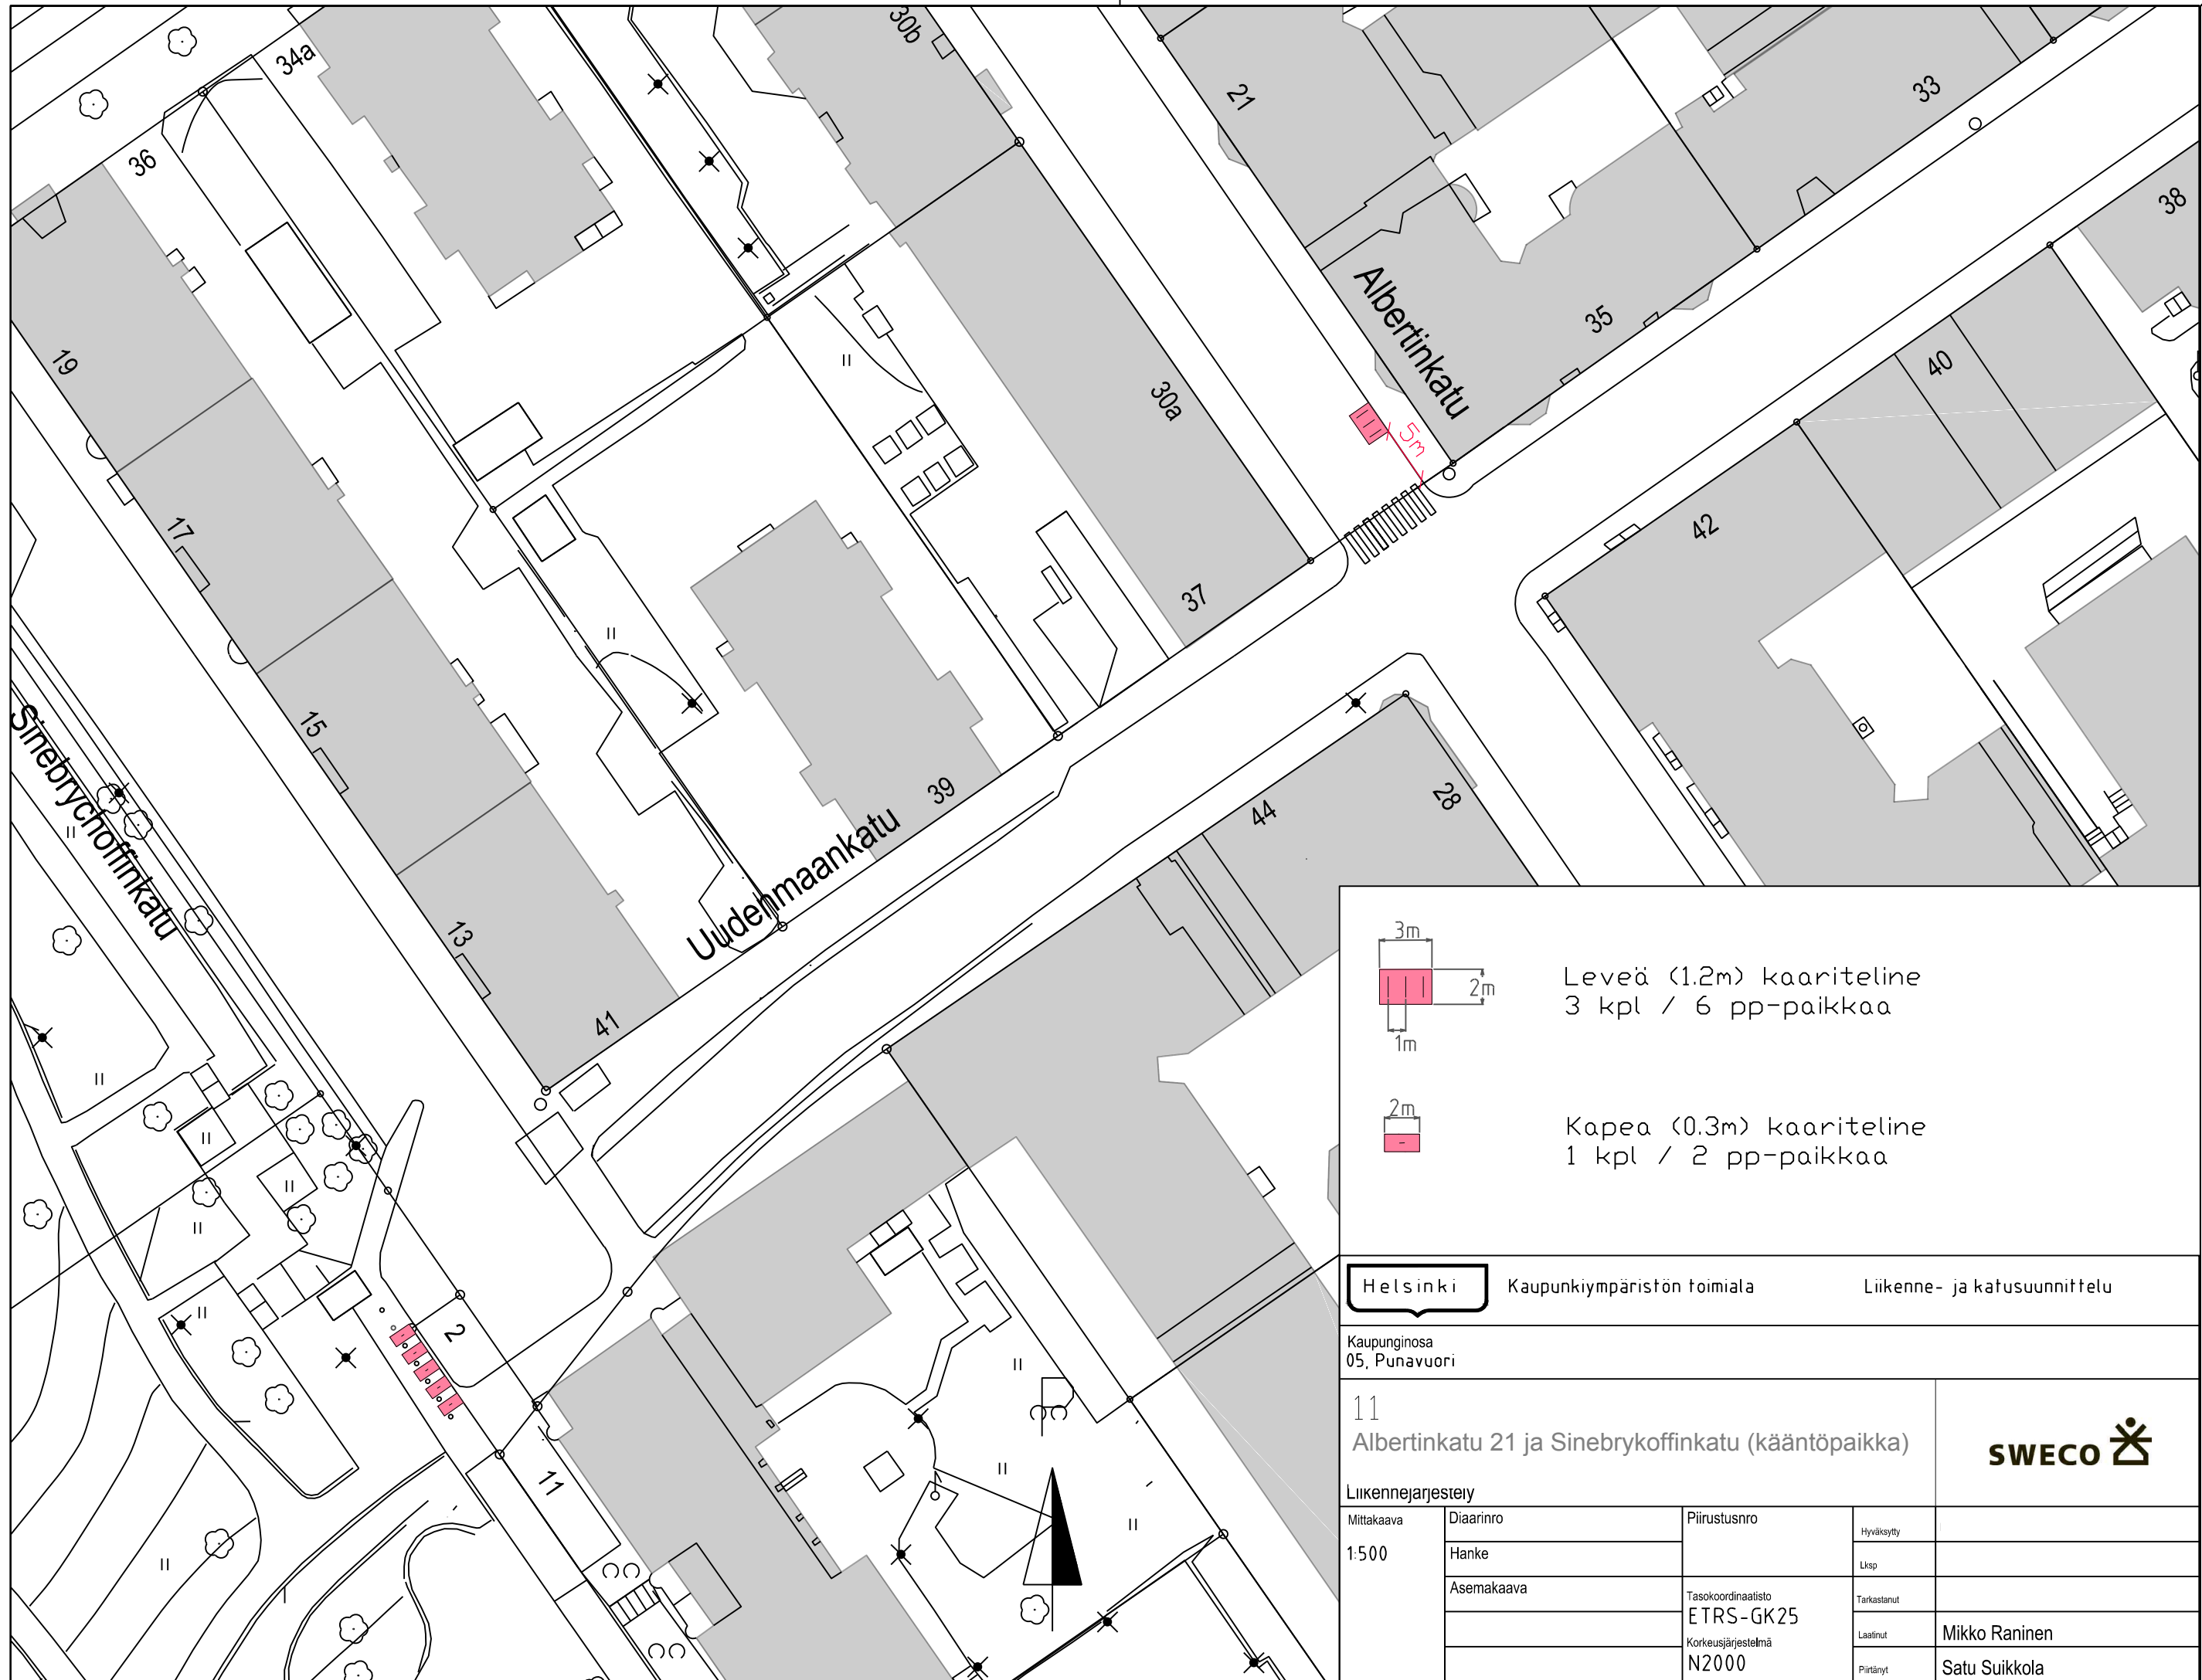 34a
30b
36
21
33
38
19
Albertinkatu
35
40
30a
5m
17
42
37
15
Sinebrychoffinkatu
39
28
44
Uudenmaankatu
13
41
2
11
3m
2m
1m
Leveä (1.2m) kaariteline
3 kpl / 6 pp-paikkaa
2m
Kapea (0.3m) kaariteline
1 kpl / 2 pp-paikkaa
Helsinki Kaupunkiympäristön toimiala Liikenne- ja katusuunnittelu
Kaupunginosa
05, Punavuori
11
Albertinkatu 21 ja Sinebrykoffinkatu (kääntöpaikka)
SWECO
Liikennejärjestely
Mittakaava
1:500
Diaarinro
Hanke
Asemakaava
Piirustusnro
Tasokoordinaatisto
ETRS-GK25
Korkeusjärjestelmä
N2000
Hyväksytty
Lksp
Tarkastanut
Laatinut Mikko Raninen
Piirtänyt Satu Suikkola